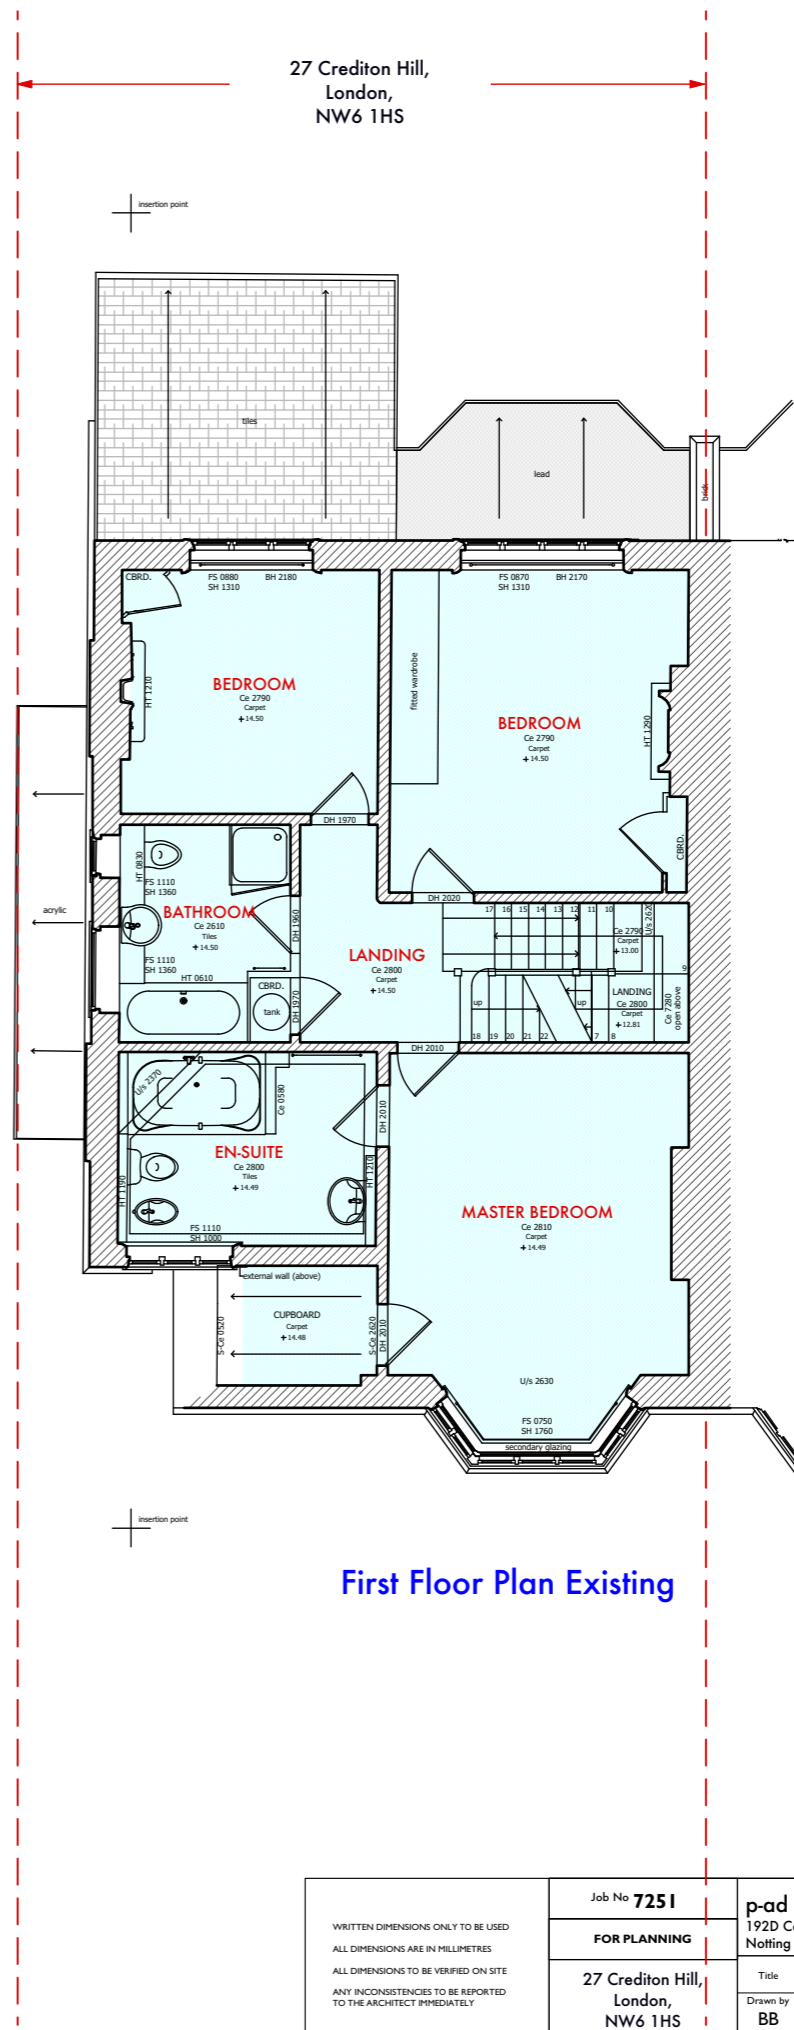 27 Crediton Hill,
London,
NW6 1HS
insertion point
tiles
lead
brick
CBRD.
FS 0880
SH 1310
BH 2180
FS 0870
SH 1310
BH 2170
HT 1210
BEDROOM
Ce 2790
Carpet
+14.50
fitted wardrobe
BEDROOM
Ce 2790
Carpet
+14.50
HT 1290
CBRD.
DH 1970
DH 2020
acrylic
HT 0830
FS 1110
SH 1360
BATHROOM
Ce 2610
Tiles
+14.50
FS 1110
SH 1360
HT 0610
DH 1960
CBRD.
tank
DH 1970
LANDING
Ce 2800
Carpet
+14.50
17 16 15 14 13 12 11 10
Ce 2790
Carpet
+13.00
U/s 2620
9
LANDING
Ce 2800
Carpet
+12.81
Ce 7280
open above
up
up
18 19 20 21 22 7 8
DH 2010
U/s 2370
Ce 0580
DH 2010
EN-SUITE
Ce 2800
Tiles
+14.49
HT 1190
HT 1210
FS 1110
SH 1000
MASTER BEDROOM
Ce 2810
Carpet
+14.49
external wall (above)
CUPBOARD
Carpet
+14.48
S-Ce 0520
S-Ce 2620
DH 2010
U/s 2630
FS 0750
SH 1760
secondary glazing
insertion point
First Floor Plan Existing
WRITTEN DIMENSIONS ONLY TO BE USED
ALL DIMENSIONS ARE IN MILLIMETRES
ALL DIMENSIONS TO BE VERIFIED ON SITE
ANY INCONSISTENCIES TO BE REPORTED
TO THE ARCHITECT IMMEDIATELY
Job No 7251
FOR PLANNING
27 Crediton Hill,
London,
NW6 1HS
p-ad
192D Co
Notting
Title
Drawn by
BB